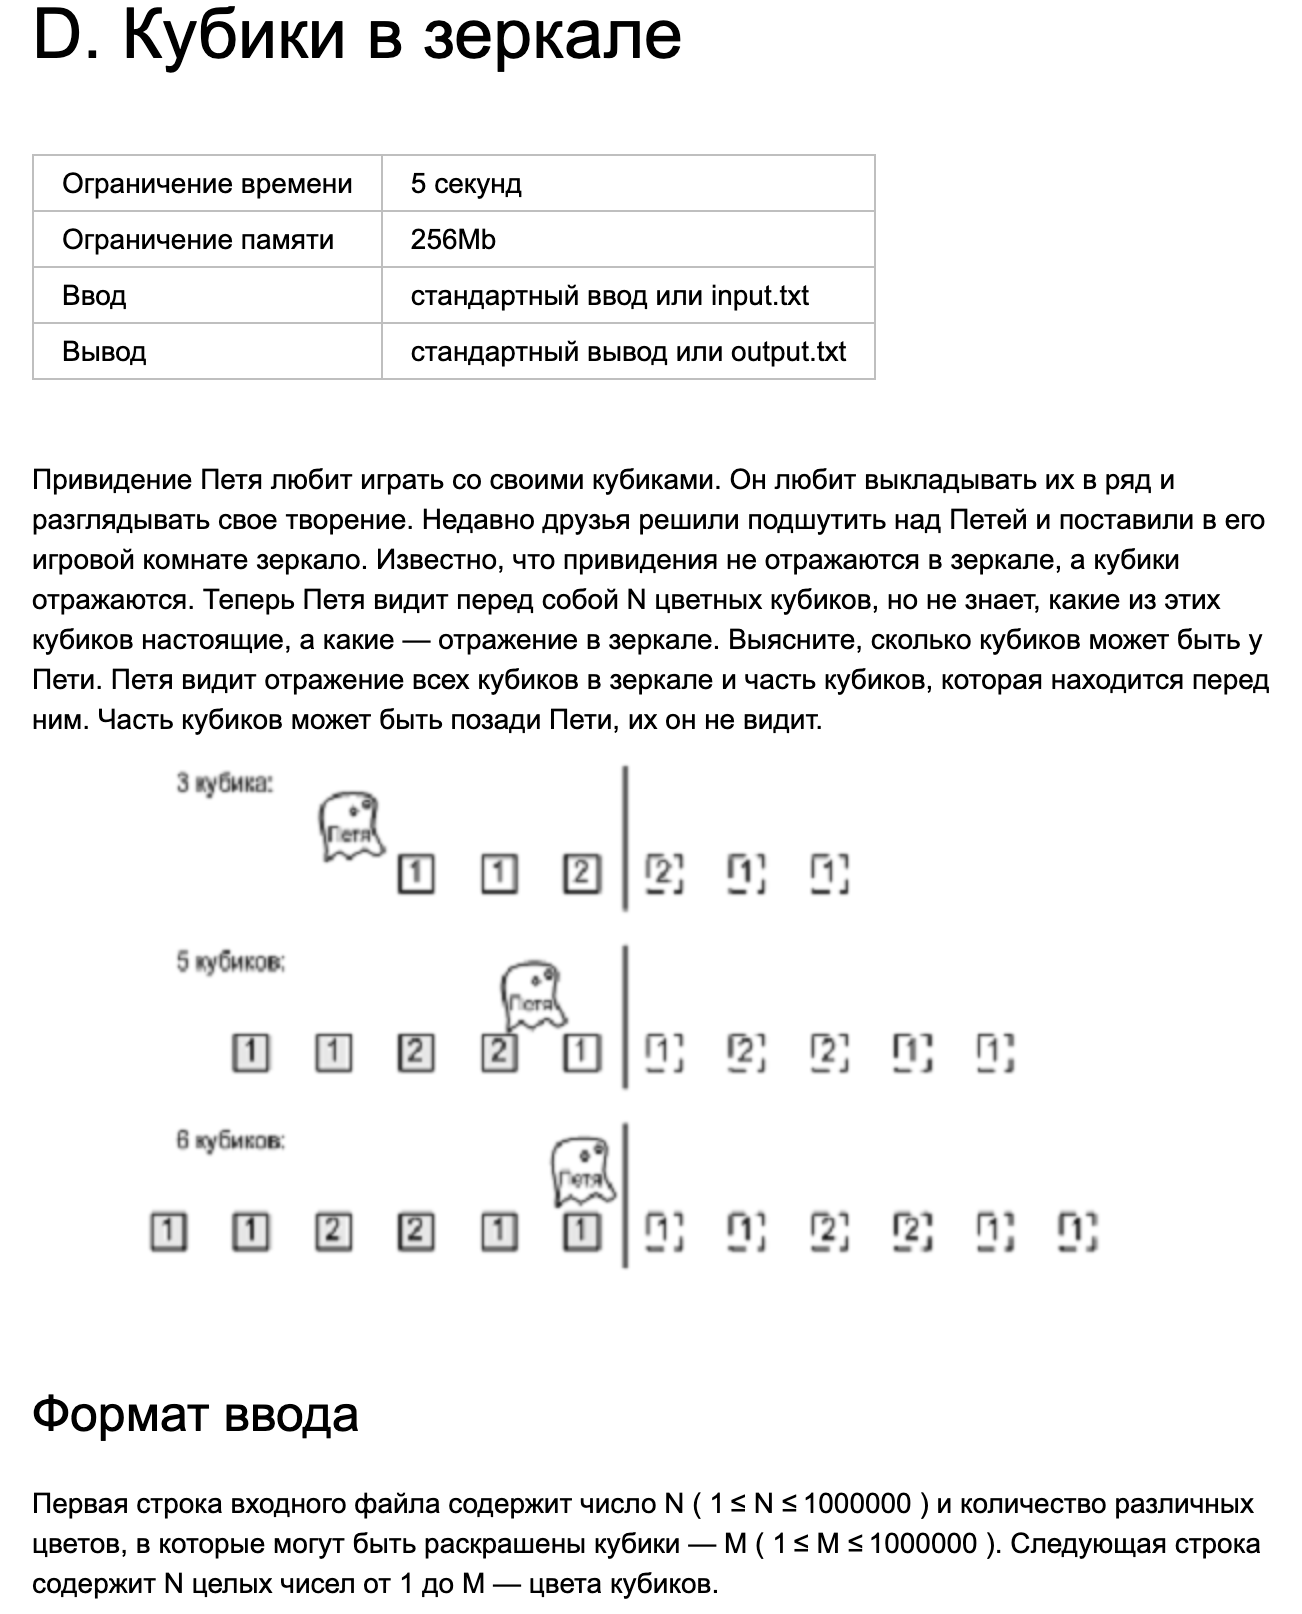 D. Кубики в зеркале
Ограничение времени 5 секунд
Ограничение памяти 256Mb
Ввод стандартный ввод или input.txt
Вывод стандартный вывод или output.txt
Привидение Петя любит играть со своими кубиками. Он любит выкладывать их в ряд и
разглядывать свое творение. Недавно друзья решили подшутить над Петей и поставили в его
игровой комнате зеркало. Известно, что привидения не отражаются в зеркале, а кубики
отражаются. Теперь Петя видит перед собой N цветных кубиков, но не знает, какие из этих
кубиков настоящие, а какие — отражение в зеркале. Выясните, сколько кубиков может быть у
Пети. Петя видит отражение всех кубиков в зеркале и часть кубиков, которая находится перед
ним. Часть кубиков может быть позади Пети, их он не видит.
3 кубика:
Петя
1 1 2 2 1 1
5 кубиков:
Петя
1 1 2 2 1 1 2 2 1 1
6 кубиков:
Петя
1 1 2 2 1 1 1 1 2 2 1 1
Формат ввода
Первая строка входного файла содержит число N ( 1 ≤ N ≤ 1000000 ) и количество различных
цветов, в которые могут быть раскрашены кубики — M ( 1 ≤ M ≤ 1000000 ). Следующая строка
содержит N целых чисел от 1 до M — цвета кубиков.